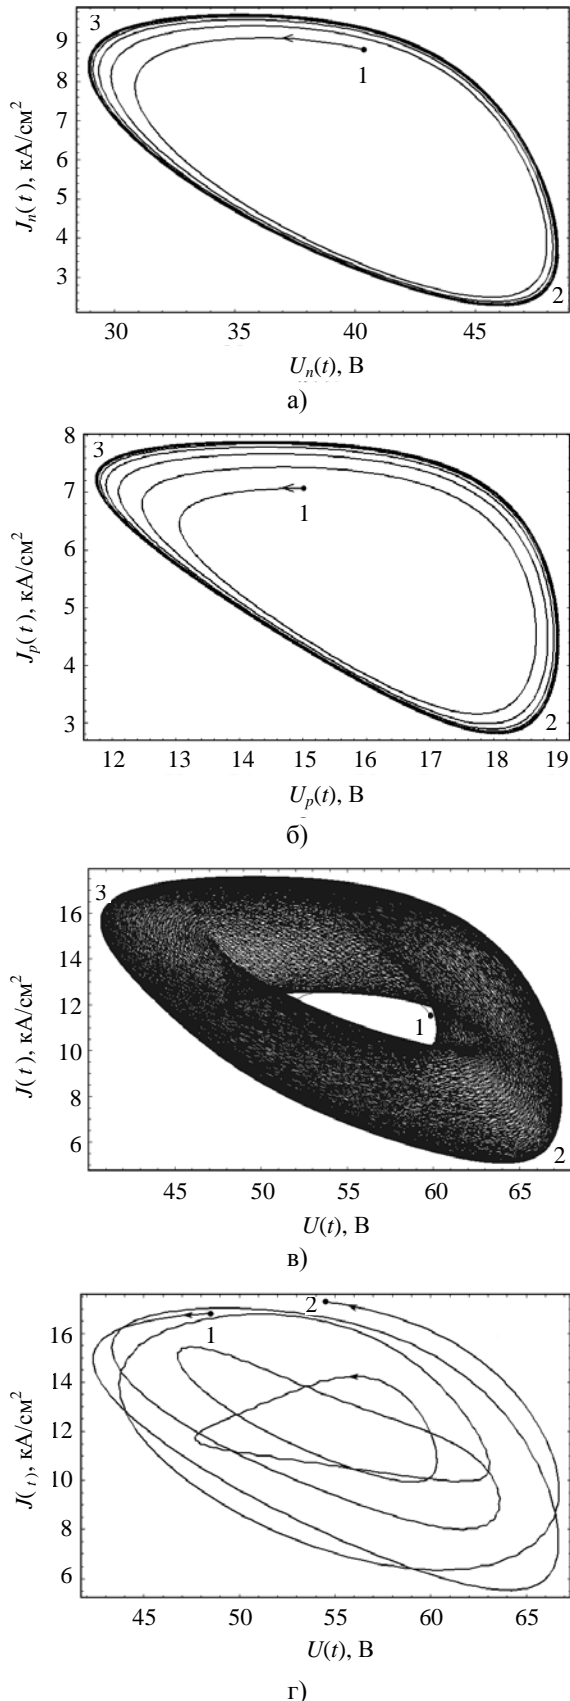 3
9
8
7
6
5
4
3
1
2
J_n(t), кА/см²
30 35 40 45
U_n(t), В
а)
8
7
6
5
4
3
3
1
2
J_p(t), кА/см²
12 13 14 15 16 17 18 19
U_p(t), В
б)
3
16
14
12
10
8
6
1
2
J(t), кА/см²
45 50 55 60 65
U(t), В
в)
2
1
16
14
12
10
8
6
J(t), кА/см²
45 50 55 60 65
U(t), В
г)